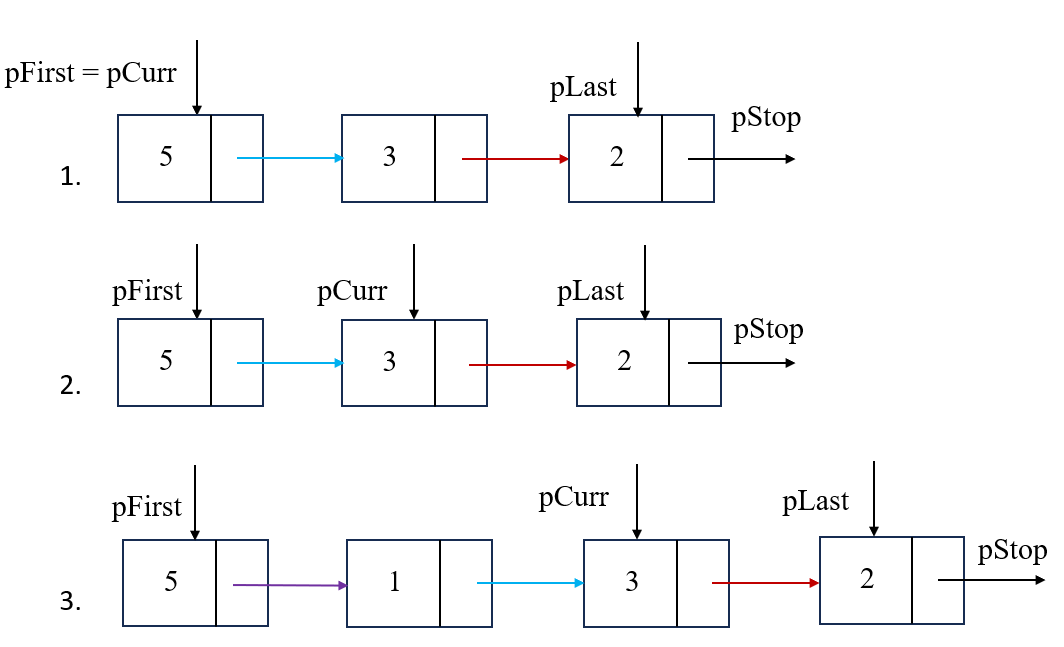 pFirst = pCurr
pLast
pStop
1.
5
3
2
pFirst
pCurr
pLast
pStop
2.
5
3
2
pFirst
pCurr
pLast
pStop
3.
5
1
3
2